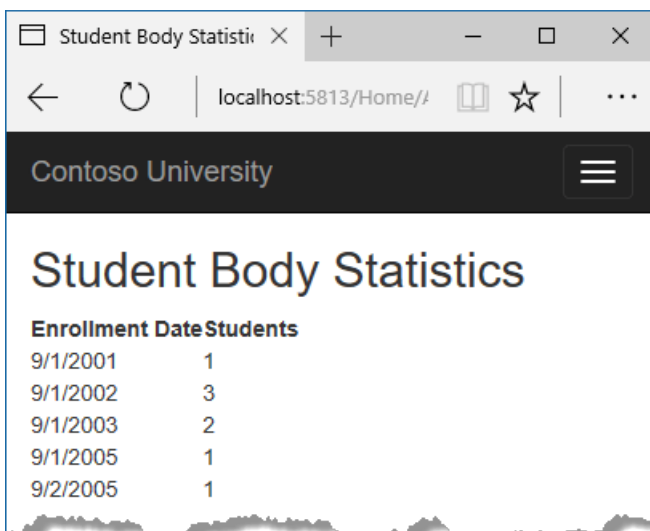 Student Body Statistic
localhost:5813/Home/
Contoso University
Student Body Statistics
Enrollment Date Students
9/1/2001 1
9/1/2002 3
9/1/2003 2
9/1/2005 1
9/2/2005 1